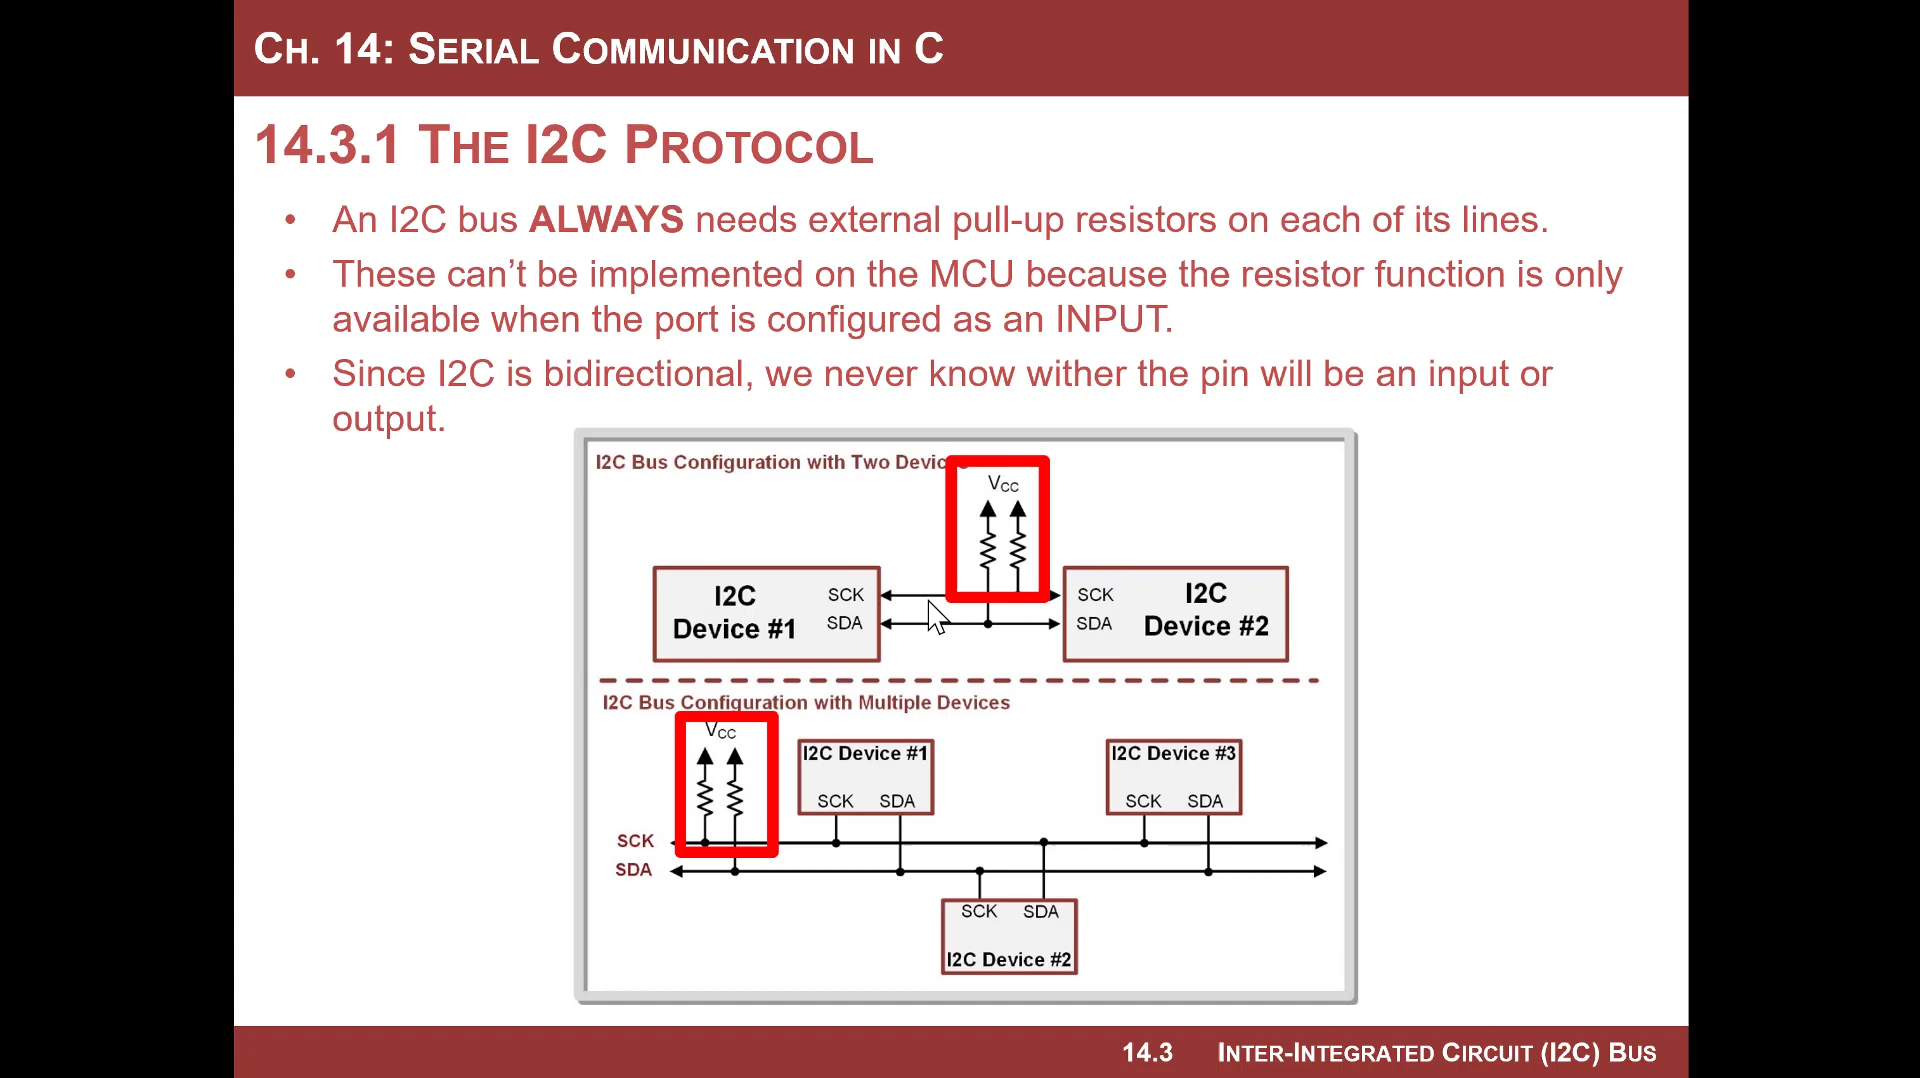 CH. 14: SERIAL COMMUNICATION IN C
14.3.1 THE I2C PROTOCOL
• An I2C bus ALWAYS needs external pull-up resistors on each of its lines.
• These can’t be implemented on the MCU because the resistor function is only
available when the port is configured as an INPUT.
• Since I2C is bidirectional, we never know wither the pin will be an input or
output.
I2C Bus Configuration with Two
VCC
I2C
Device #1
SCK
SDA
SCK
SDA
I2C
Device #2
I2C Bus Configuration with Multiple Devices
VCC
I2C Device #1
SCK SDA
I2C Device #3
SCK SDA
SCK
SDA
SCK SDA
I2C Device #2
14.3 INTER-INTEGRATED CIRCUIT (I2C) BUS